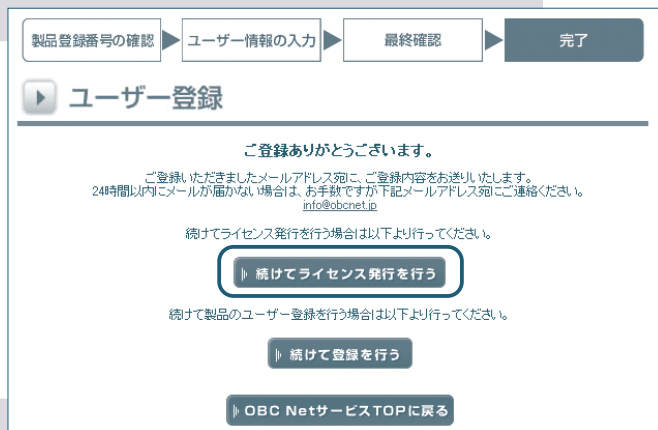 製品登録番号の確認 ユーザー情報の入力 最終確認 完了
ユーザー登録
ご登録ありがとうございます。
ご登録いただきましたメールアドレス宛に、ご登録内容をお送りいたします。
24時間以内にメールが届かない場合は、お手数ですが下記メールアドレス宛にご連絡ください。
info@obcnet.jp
続けてライセンス発行を行う場合は以下より行ってください。
続けてライセンス発行を行う
続けて製品のユーザー登録を行う場合は以下より行ってください。
続けて登録を行う
OBC NetサービスTOPに戻る